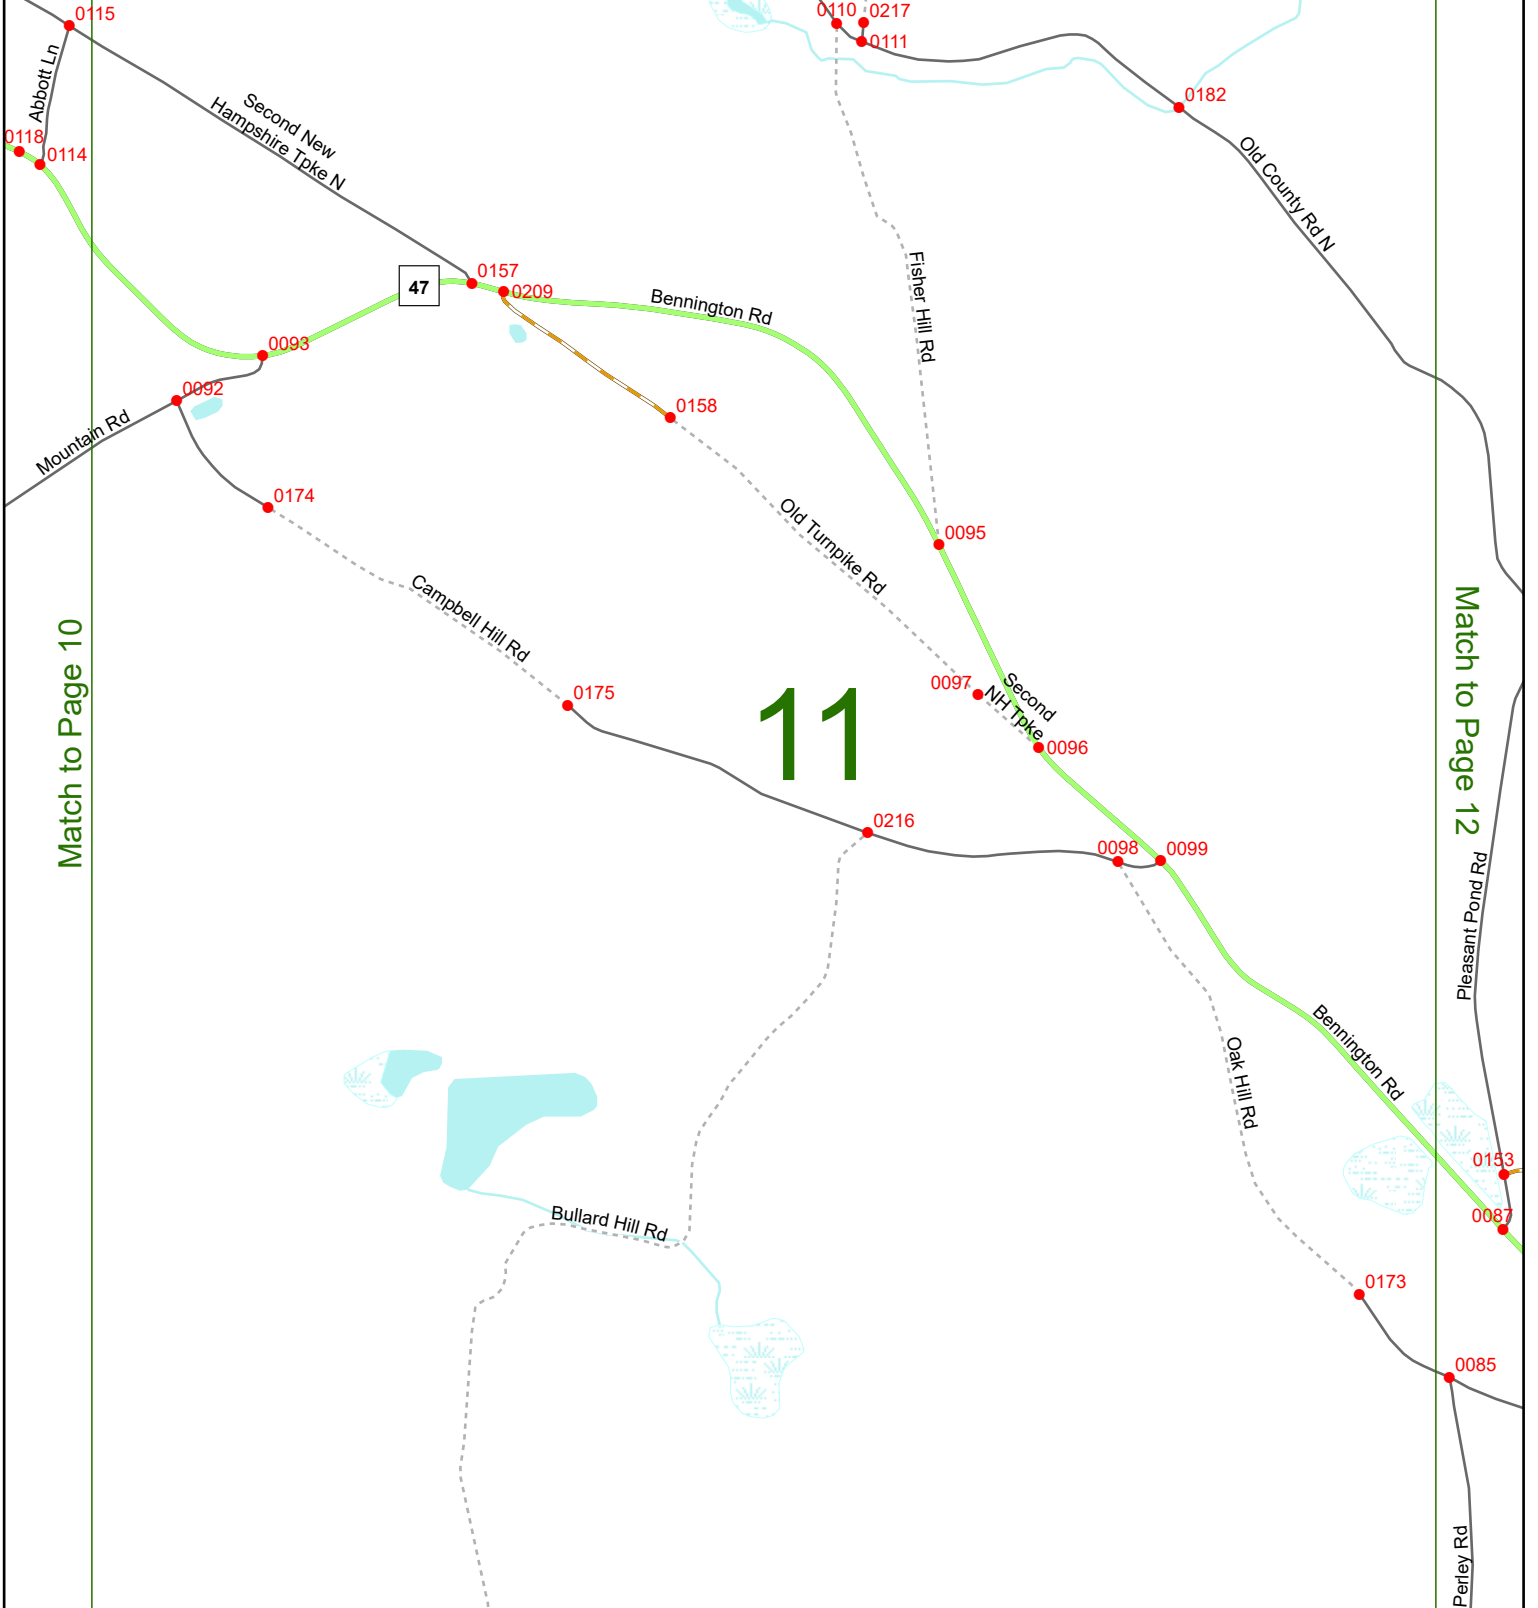 0115
0110
0217
0111
Abbott Ln
0182
Second New
Hampshire Tpke N
0118
0114
Old County Rd N
0157
47
0209
Bennington Rd
Fisher Hill Rd
0093
0092
Mountain Rd
0158
0174
Old Turnpike Rd
0095
Campbell Hill Rd
Match to Page 10
Match to Page 12
0175
11
0097
Second
NH Tpke
0096
0216
0098
0099
Pleasant Pond Rd
Bennington Rd
Oak Hill Rd
0153
0087
Bullard Hill Rd
0173
0085
Perley Rd